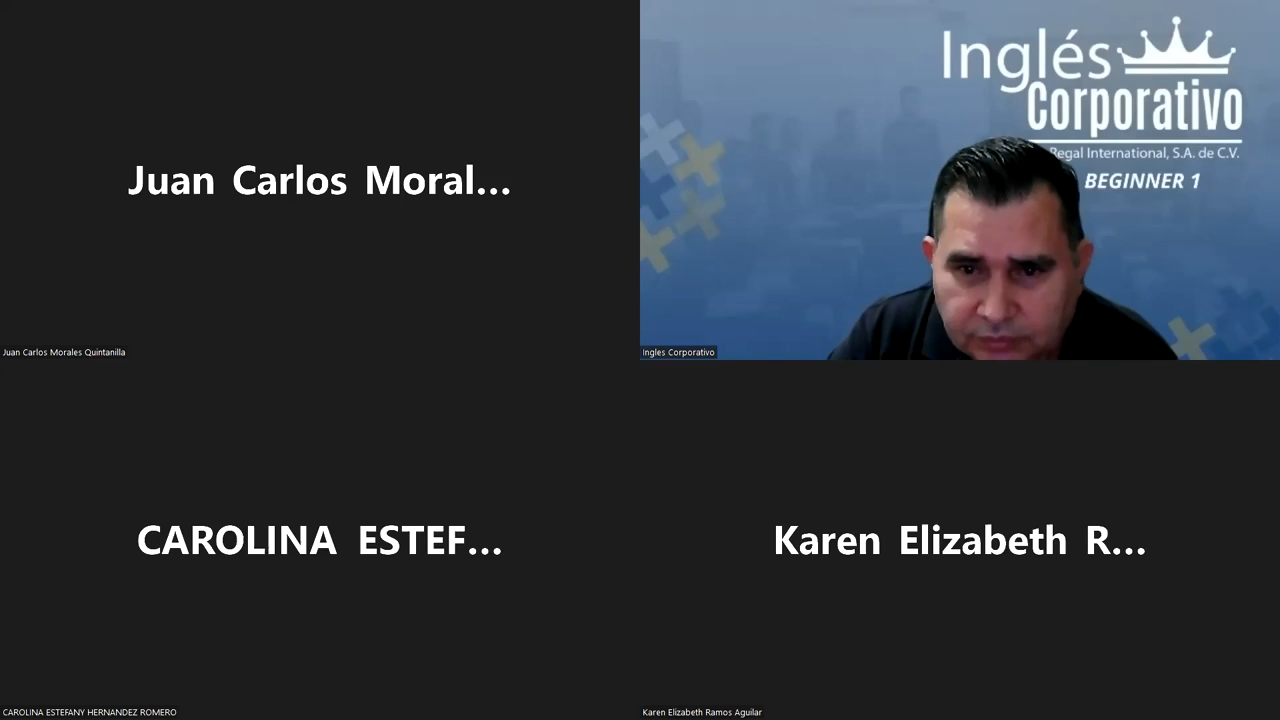 Juan Carlos Moral...
Juan Carlos Morales Quintanilla
Inglés
Corporativo
Regal International, S.A. de C.V.
BEGINNER 1
Ingles Corporativo
CAROLINA ESTEF...
CAROLINA ESTEFANY HERNANDEZ ROMERO
Karen Elizabeth R...
Karen Elizabeth Ramos Aguilar